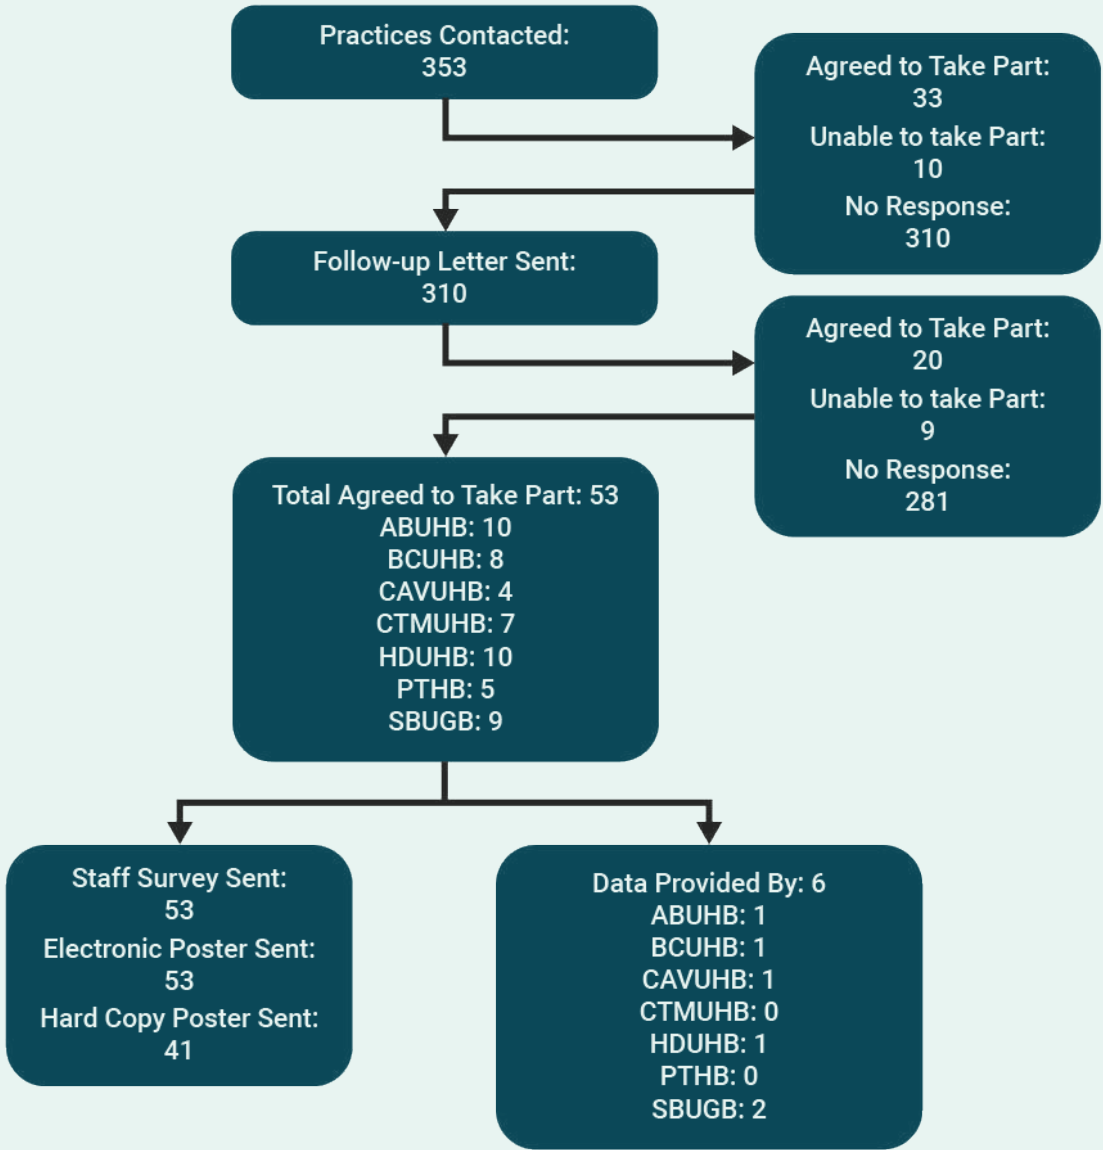 Practices Contacted:
353
Agreed to Take Part:
33
Unable to take Part:
10
No Response:
310
Follow-up Letter Sent:
310
Agreed to Take Part:
20
Unable to take Part:
9
No Response:
281
Total Agreed to Take Part: 53
ABUHB: 10
BCUHB: 8
CAVUHB: 4
CTMUHB: 7
HDUHB: 10
PTHB: 5
SBUGB: 9
Staff Survey Sent:
53
Electronic Poster Sent:
53
Hard Copy Poster Sent:
41
Data Provided By: 6
ABUHB: 1
BCUHB: 1
CAVUHB: 1
CTMUHB: 0
HDUHB: 1
PTHB: 0
SBUGB: 2